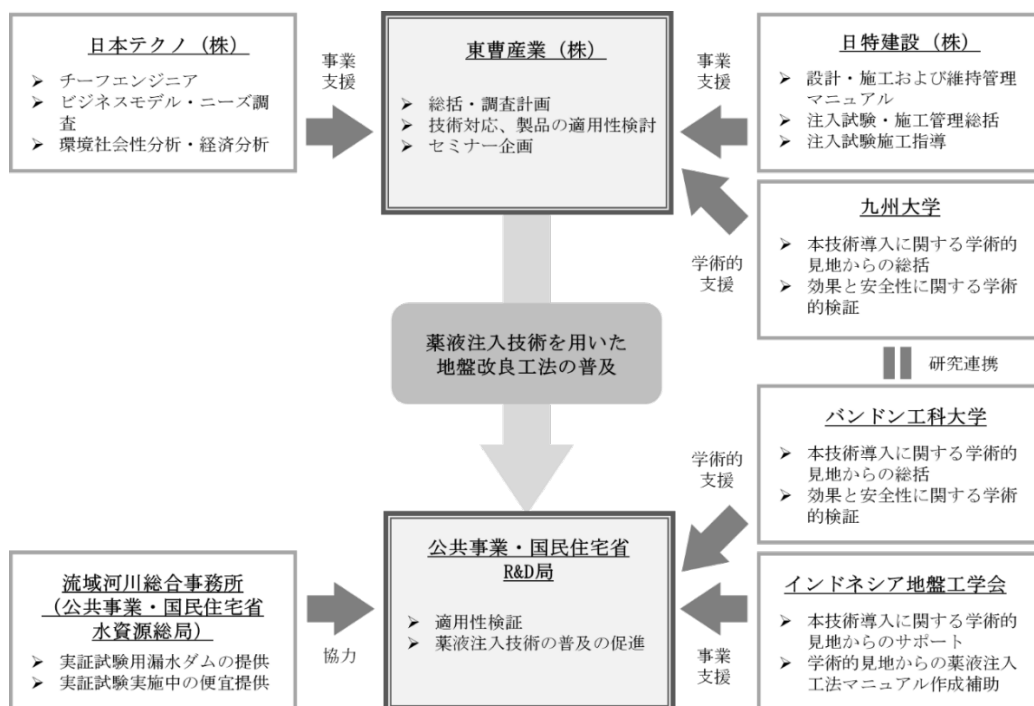 日本テクノ(株)
➢ チーフエンジニア
➢ ビジネスモデル・ニーズ調
査
➢ 環境社会性分析・経済分析
事業
支援
東曹産業(株)
➢ 総括・調査計画
➢ 技術対応、製品の適用性検討
➢ セミナー企画
事業
支援
日特建設(株)
➢ 設計・施工および維持管理
マニュアル
➢ 注入試験・施工管理総括
➢ 注入試験施工指導
学術的
支援
九州大学
➢ 本技術導入に関する学術的
見地からの総括
➢ 効果と安全性に関する学術
的検証
薬液注入技術を用いた
地盤改良工法の普及
研究連携
バンドン工科大学
➢ 本技術導入に関する学術的
見地からの総括
➢ 効果と安全性に関する学術
的検証
学術的
支援
流域河川総合事務所
(公共事業・国民住宅省
水資源総局)
➢ 実証試験用漏水ダムの提供
➢ 実証試験実施中の便宜提供
協力
公共事業・国民住宅省
R&D局
➢ 適用性検証
➢ 薬液注入技術の普及の促進
事業
支援
インドネシア地盤工学会
➢ 本技術導入に関する学術的
見地からのサポート
➢ 学術的見地からの薬液注入
工法マニュアル作成補助